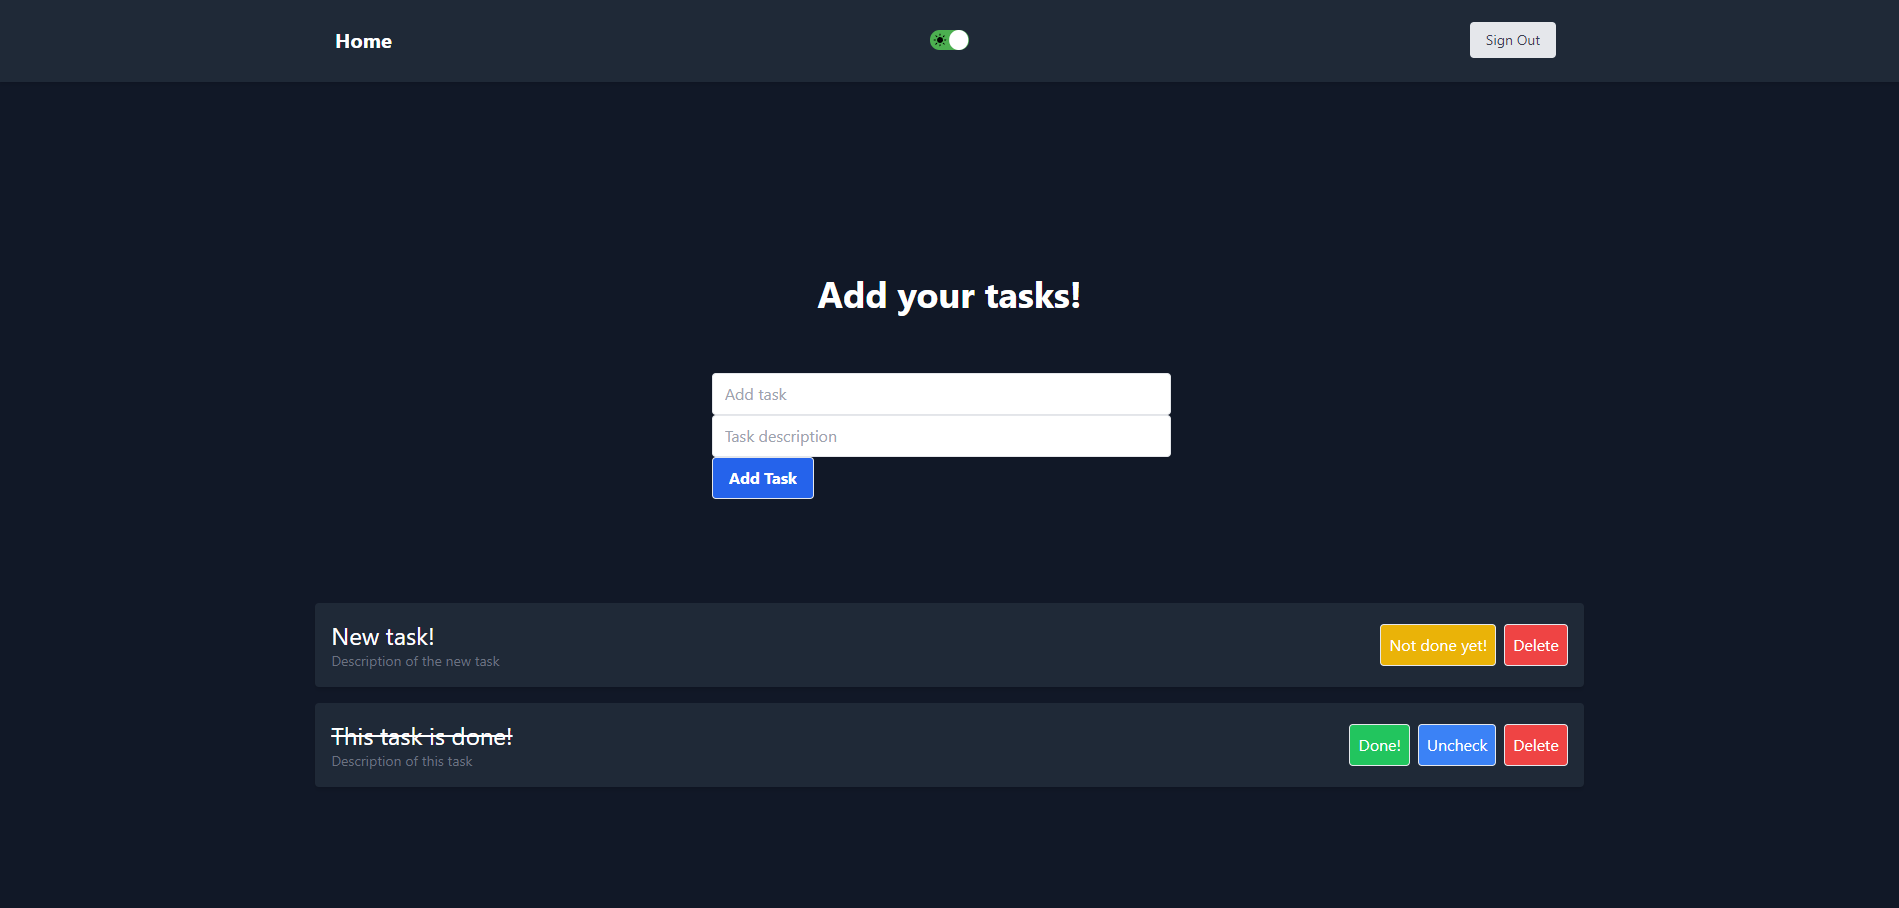 Home
Sign Out
Add your tasks!
Add task
Task description
Add Task
New task!
Description of the new task
Not done yet!
Delete
This task is done!
Description of this task
Done!
Uncheck
Delete